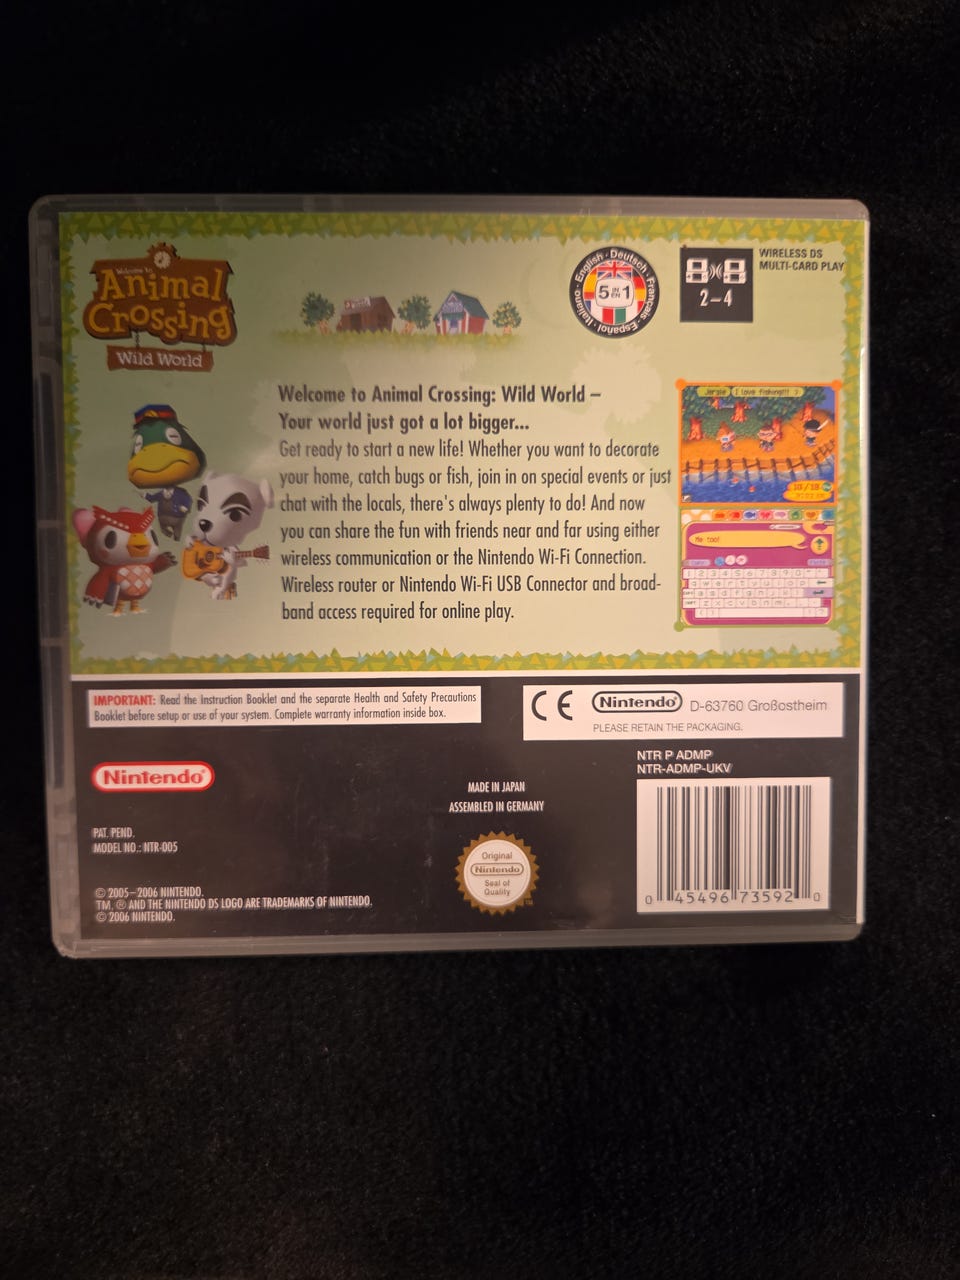 Welcome to
Animal
Crossing
Wild World
English · Deutsch · Français · Español · Italiano
5 IN EN 1
2-4
WIRELESS DS
MULTI-CARD PLAY
Welcome to Animal Crossing: Wild World –
Your world just got a lot bigger...
Get ready to start a new life! Whether you want to decorate
your home, catch bugs or fish, join in on special events or just
chat with the locals, there's always plenty to do! And now
you can share the fun with friends near and far using either
wireless communication or the Nintendo Wi-Fi Connection.
Wireless router or Nintendo Wi-Fi USB Connector and broad-
band access required for online play.
I love fishing!!!
10/18
Me too!
IMPORTANT: Read the Instruction Booklet and the separate Health and Safety Precautions
Booklet before setup or use of your system. Complete warranty information inside box.
CE Nintendo® D-63760 Großostheim
PLEASE RETAIN THE PACKAGING.
Nintendo®
PAT. PEND.
MODEL NO.: NTR-005
© 2005–2006 NINTENDO.
TM, ® AND THE NINTENDO DS LOGO ARE TRADEMARKS OF NINTENDO.
© 2006 NINTENDO.
MADE IN JAPAN
ASSEMBLED IN GERMANY
Original
Nintendo
Seal of
Quality
TM
NTR P ADMP
NTR-ADMP-UKV
0 45496 73592 0